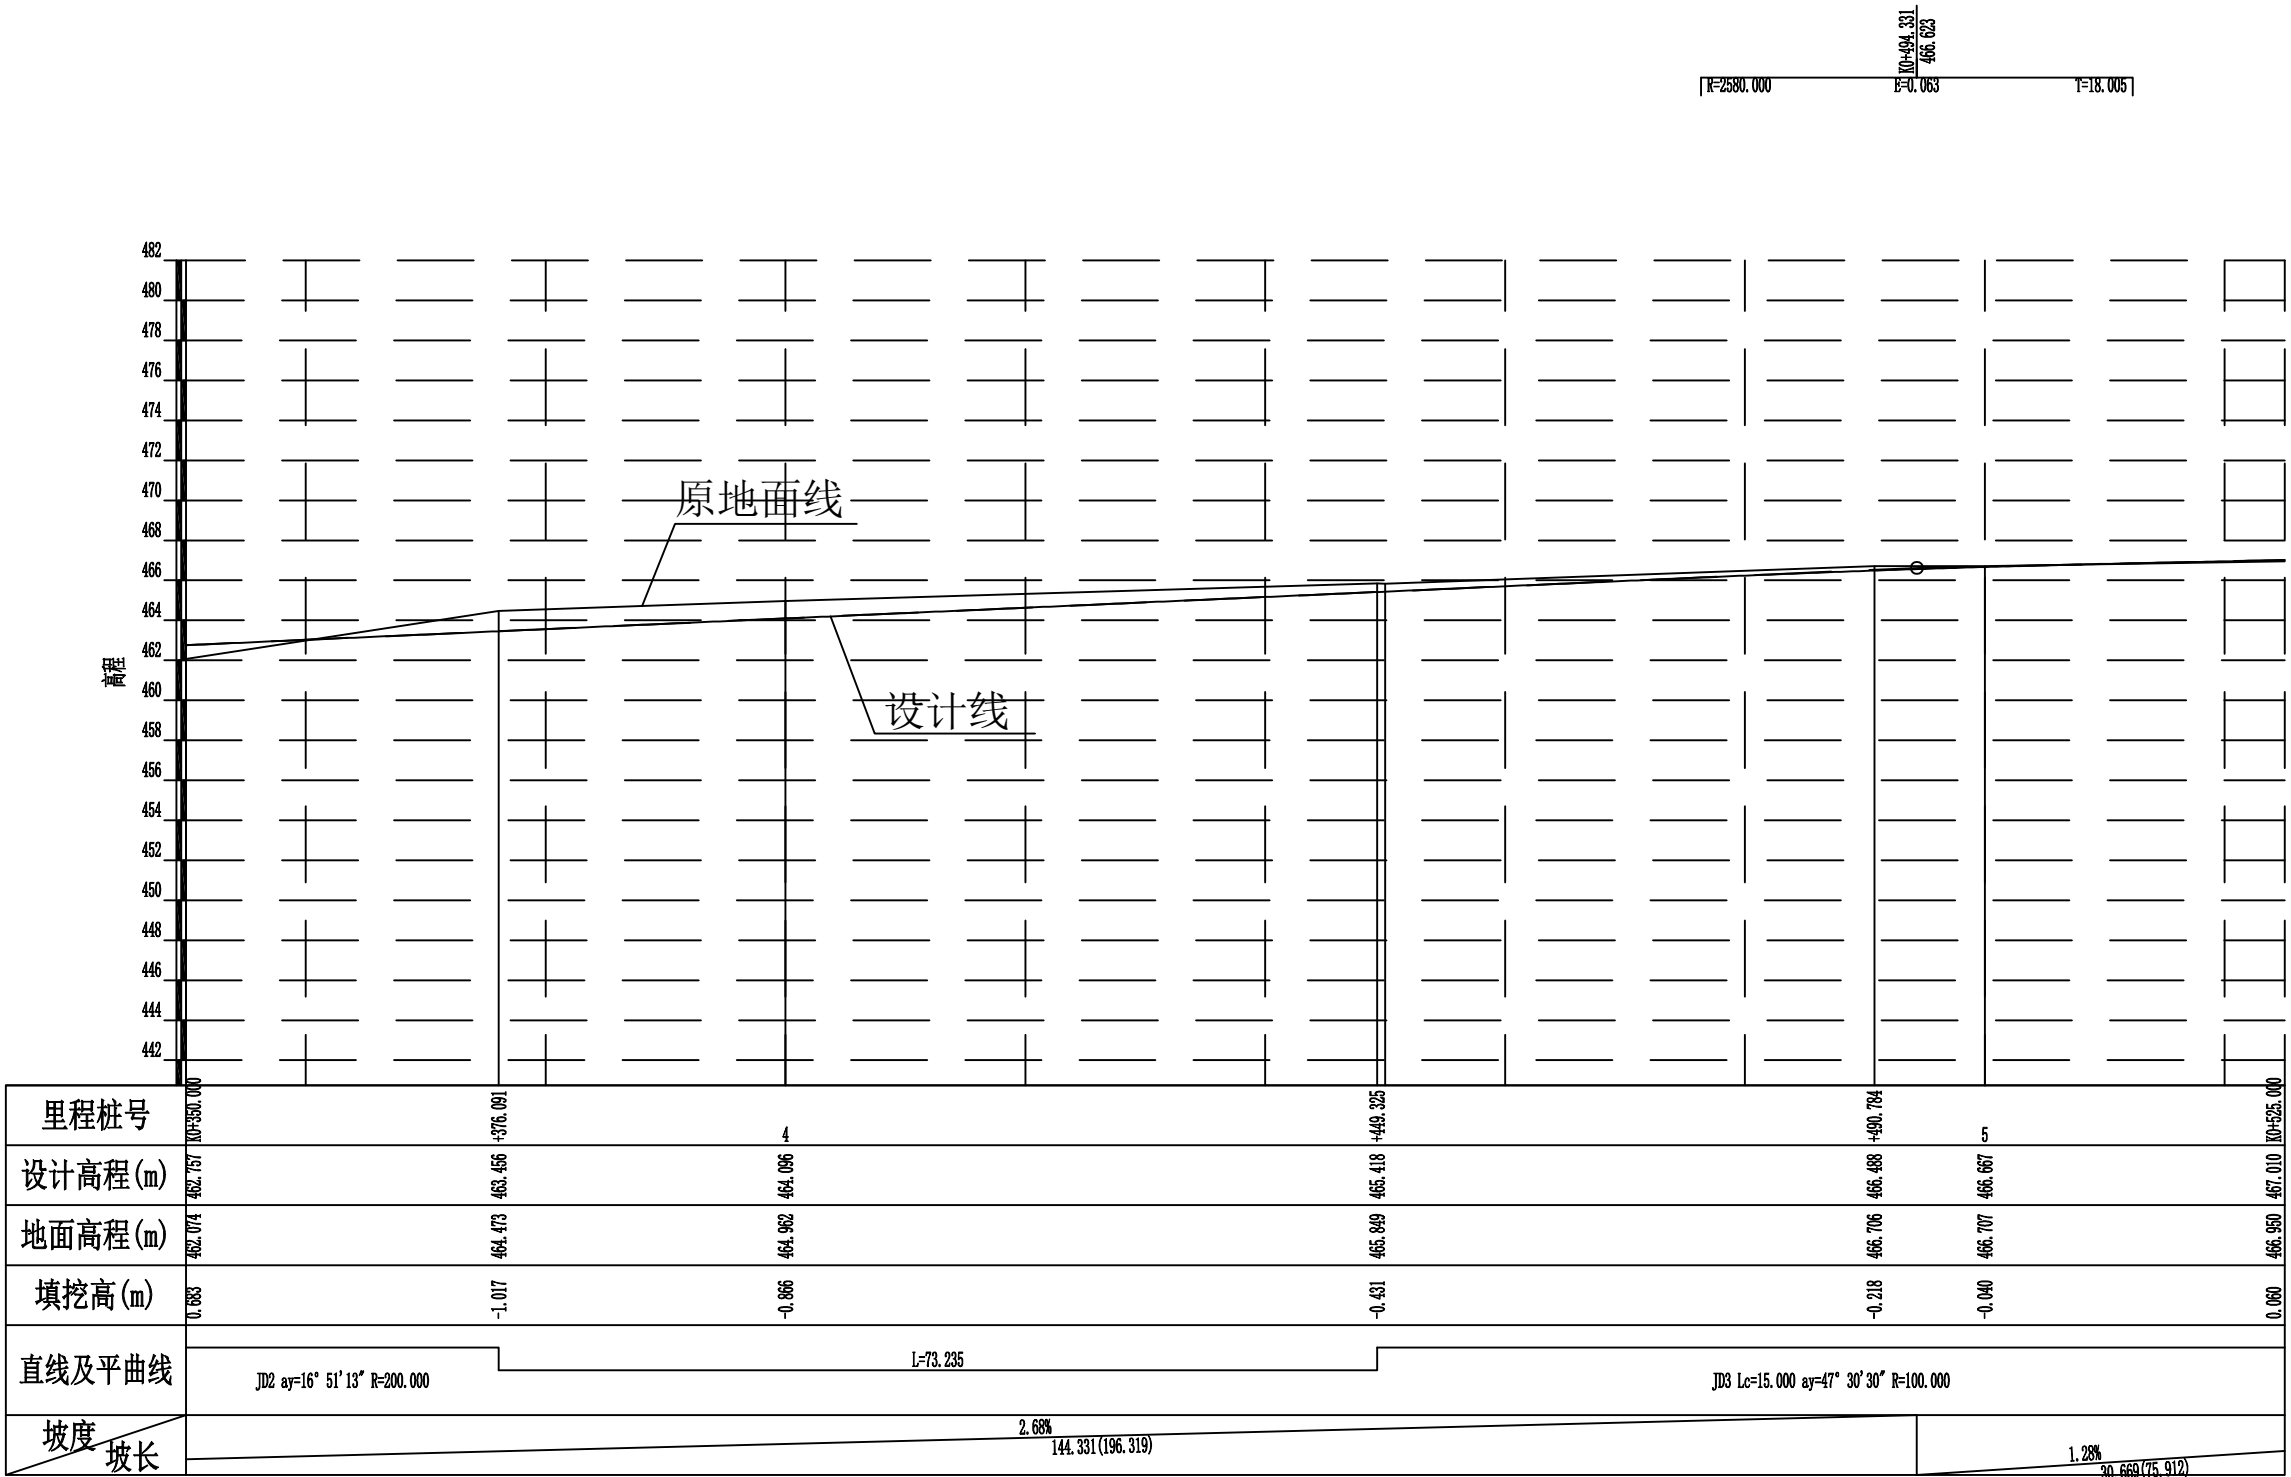 K0+494.331
466.623
R=2580.000 E=0.063 T=18.005
482
480
478
476
474
472
470
468
466
464
462
460
458
456
454
452
450
448
446
444
442
高程
原地面线
设计线
里程桩号 K0+350.000 +376.091 4 +449.325 +490.784 5 K0+525.000
设计高程(m) 462.757 463.456 464.096 465.418 466.488 466.667 467.010
地面高程(m) 462.074 464.473 464.962 465.849 466.706 466.707 466.950
填挖高(m) 0.683 -1.017 -0.866 -0.431 -0.218 -0.040 0.060
直线及平曲线 JD2 ay=16° 51'13" R=200.000 L=73.235 JD3 Lc=15.000 ay=47° 30'30" R=100.000
坡度 2.68% 1.28%
坡长 144.331(196.319) 30.669(75.912)